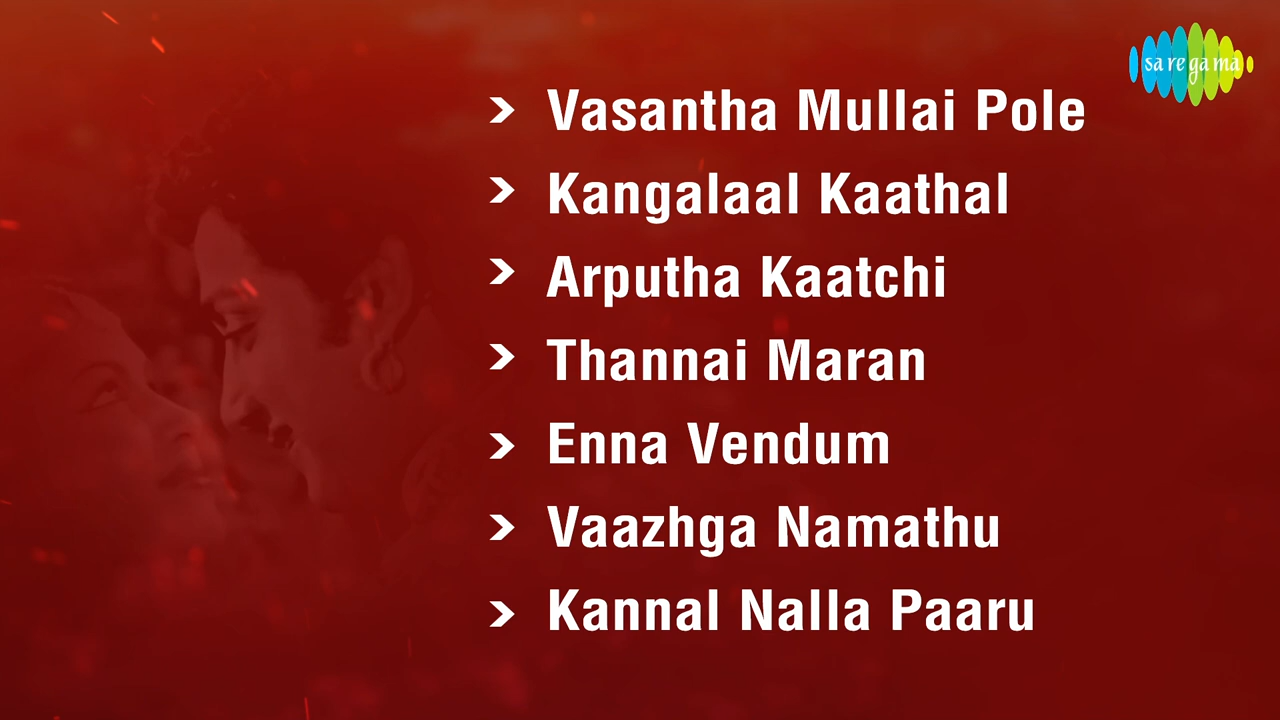 sa re ga ma
Vasantha Mullai Pole
Kangalaal Kaathal
Arputha Kaatchi
Thannai Maran
Enna Vendum
Vaazhga Namathu
Kannal Nalla Paaru